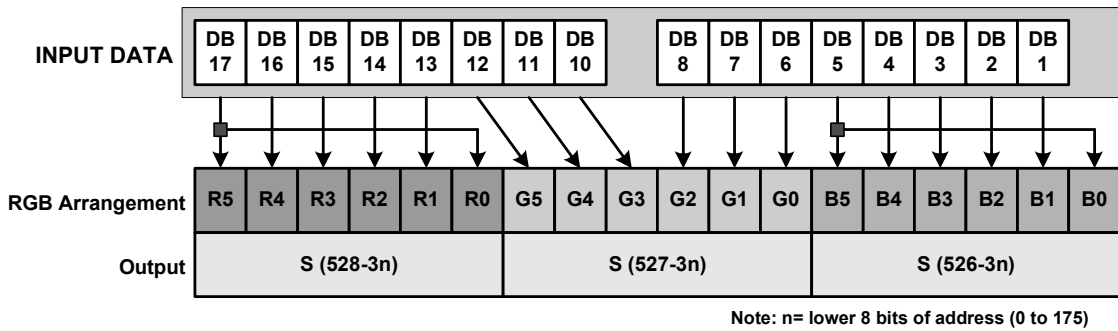 INPUT DATA
DB 17 DB 16 DB 15 DB 14 DB 13 DB 12 DB 11 DB 10 DB 8 DB 7 DB 6 DB 5 DB 4 DB 3 DB 2 DB 1
RGB Arrangement R5 R4 R3 R2 R1 R0 G5 G4 G3 G2 G1 G0 B5 B4 B3 B2 B1 B0
Output S (528-3n) S (527-3n) S (526-3n)
Note: n= lower 8 bits of address (0 to 175)